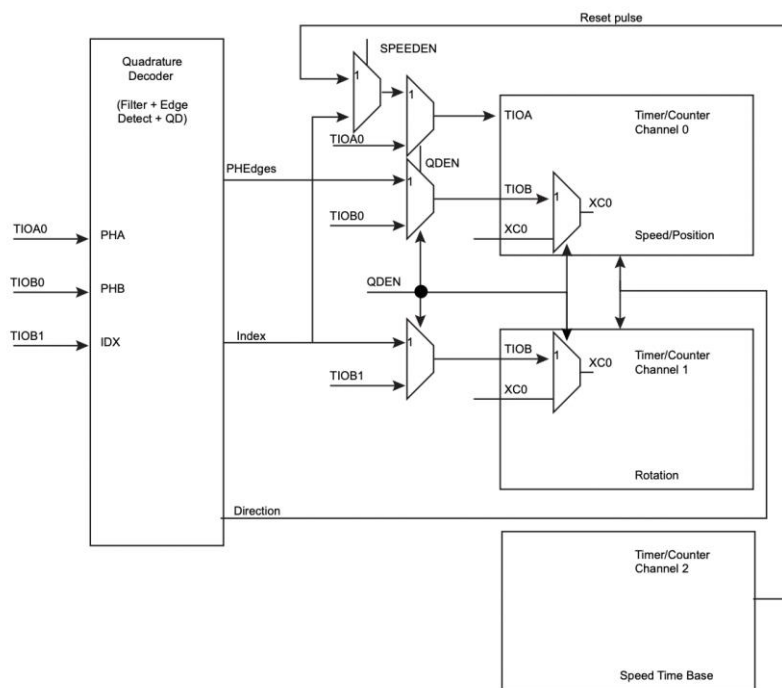 Reset pulse
SPEEDEN
Quadrature
Decoder
(Filter + Edge
Detect + QD)
1
1
TIOA
Timer/Counter
Channel 0
TIOA0
QDEN
PHEdges
1
TIOB
1
XC0
TIOB0
TIOA0
PHA
XC0
Speed/Position
TIOB0
PHB
QDEN
TIOB1
IDX
Index
1
TIOB
1
Timer/Counter
Channel 1
XC0
TIOB1
XC0
Rotation
Direction
Timer/Counter
Channel 2
Speed Time Base